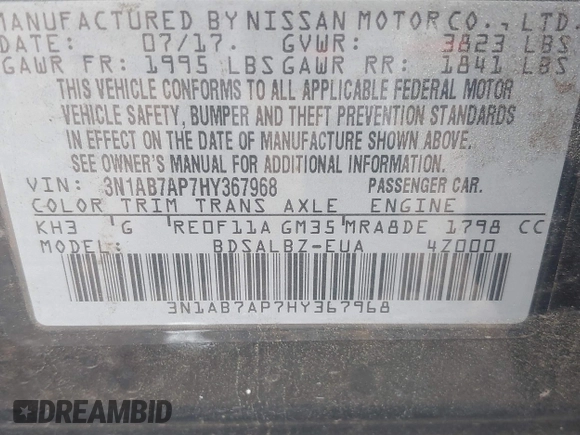 MANUFACTURED BY NISSAN MOTOR CO., LTD
DATE: 07/17. GVWR: 3823 LBS
GAWR FR: 1995 LBS GAWR RR: 1841 LBS
THIS VEHICLE CONFORMS TO ALL APPLICABLE FEDERAL MOTOR
VEHICLE SAFETY, BUMPER AND THEFT PREVENTION STANDARDS
IN EFFECT ON THE DATE OF MANUFACTURE SHOWN ABOVE.
SEE OWNER'S MANUAL FOR ADDITIONAL INFORMATION.
VIN: 3N1AB7AP7HY367968 PASSENGER CAR.
COLOR TRIM TRANS AXLE ENGINE
KH3 G RE0F11A GM35 MRA8DE 1798 CC
MODEL: BDSALBZ-EUA 4Z000
3N1AB7AP7HY367968
DREAMBID